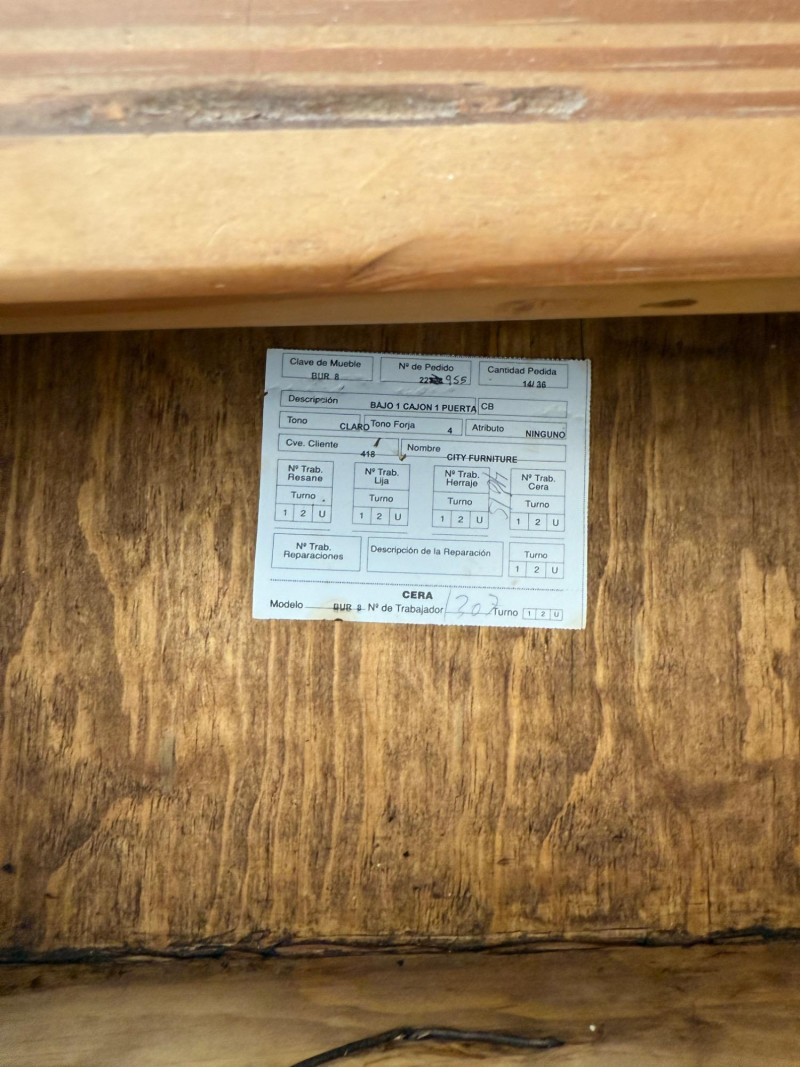 Clave de Mueble Nº de Pedido Cantidad Pedida
BUR 8 955 14/ 36
Descripción BAJO 1 CAJON 1 PUERTA CB
Tono CLARO Tono Forja 4 Atributo NINGUNO
Cve. Cliente 418 Nombre CITY FURNITURE
Nº Trab. Nº Trab. Nº Trab. Nº Trab.
Resane Lija Herraje Cera
Turno Turno Turno Turno
1 2 U 1 2 U 1 2 U 1 2 U
Nº Trab. Descripción de la Reparación Turno
Reparaciones 1 2 U
CERA
Modelo BUR 8 Nº de Trabajador 1307 Turno 1 2 U